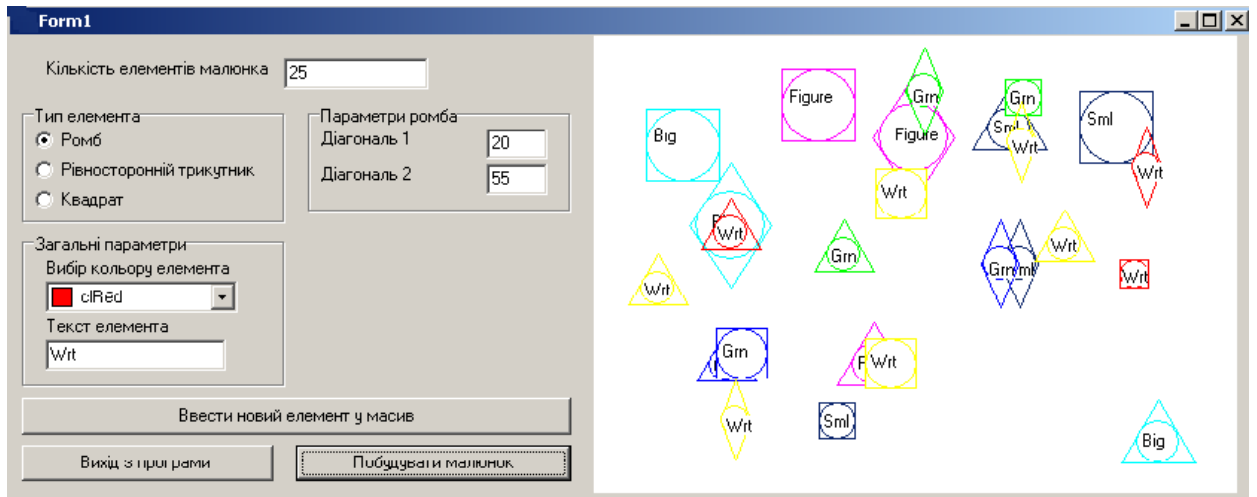 Form1
Кількість елементів малюнка 25
Тип елемента
Ромб
Рівносторонній трикутник
Квадрат
Параметри ромба
Діагональ 1 20
Діагональ 2 55
Загальні параметри
Вибір кольору елемента
clRed
Текст елемента
Wrt
Ввести новий елемент у масив
Вихід з програми
Побудувати малюнок
Figure
Grn
Grn
Big
Figure
Sml
Sml
Wrt
Wrt
Wrt
Wrt
Grn
Wrt
Grn
Wrt
Wrt
Grn
Wrt
Wrt
Sml
Big